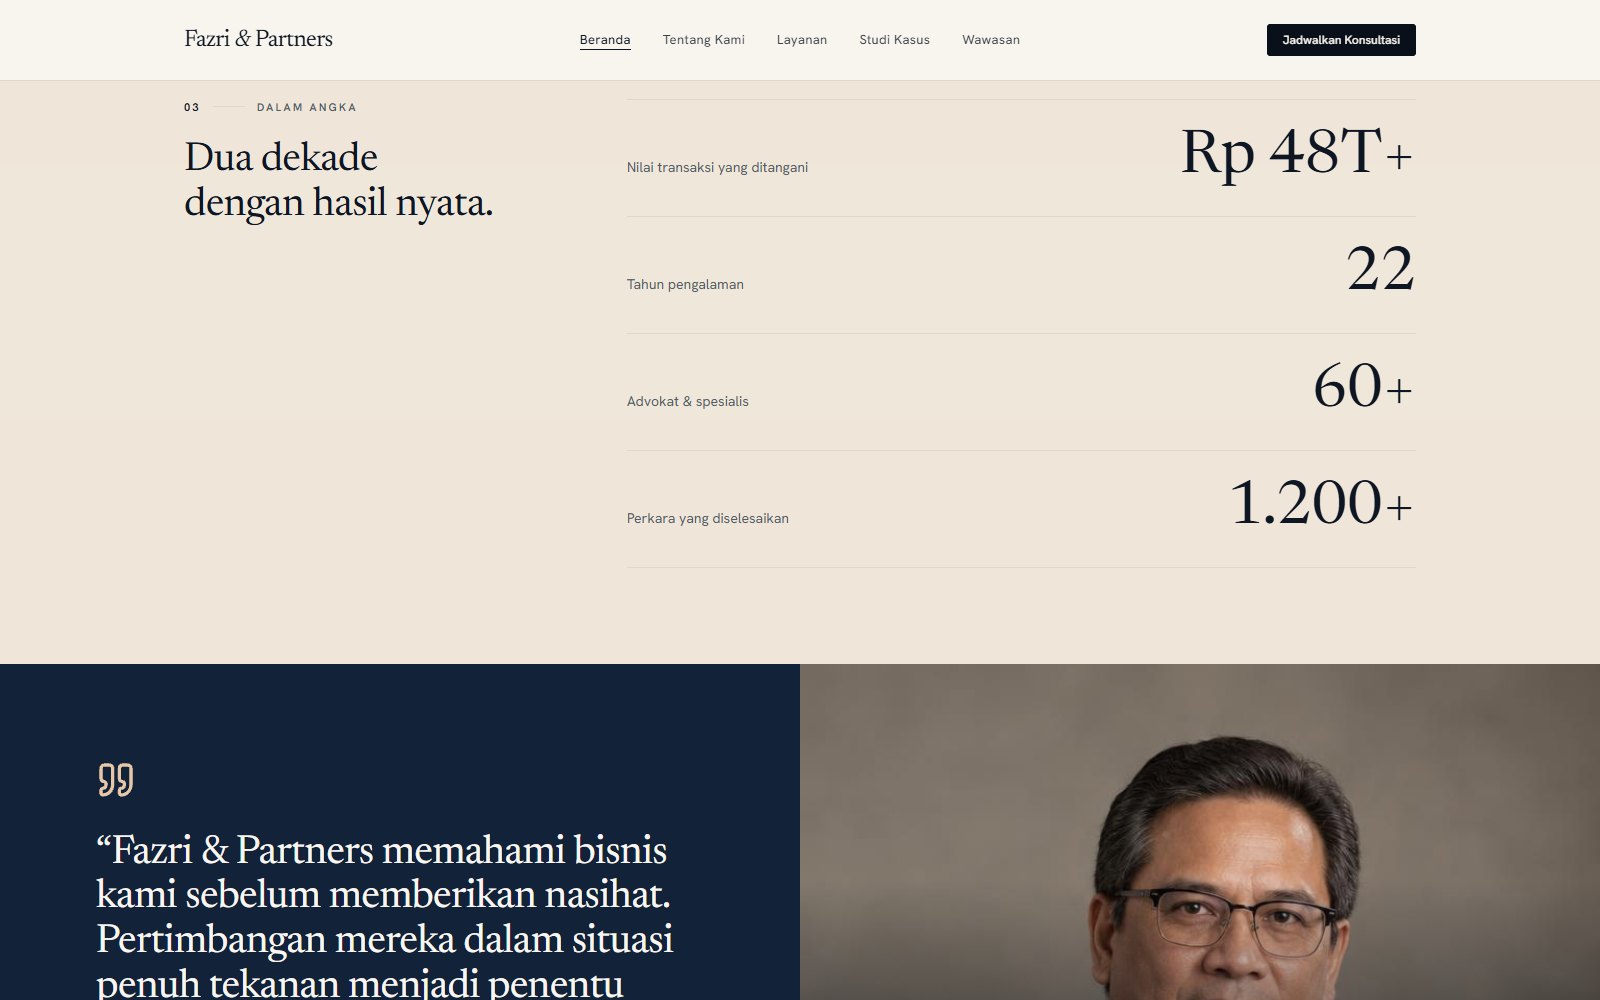 Fazri & Partners
Beranda
Tentang Kami
Layanan
Studi Kasus
Wawasan
Jadwalkan Konsultasi
03
DALAM ANGKA
Dua dekade
dengan hasil nyata.
Nilai transaksi yang ditangani
Rp 48T+
Tahun pengalaman
22
Advokat & spesialis
60+
Perkara yang diselesaikan
1.200+
“Fazri & Partners memahami bisnis
kami sebelum memberikan nasihat.
Pertimbangan mereka dalam situasi
penuh tekanan menjadi penentu